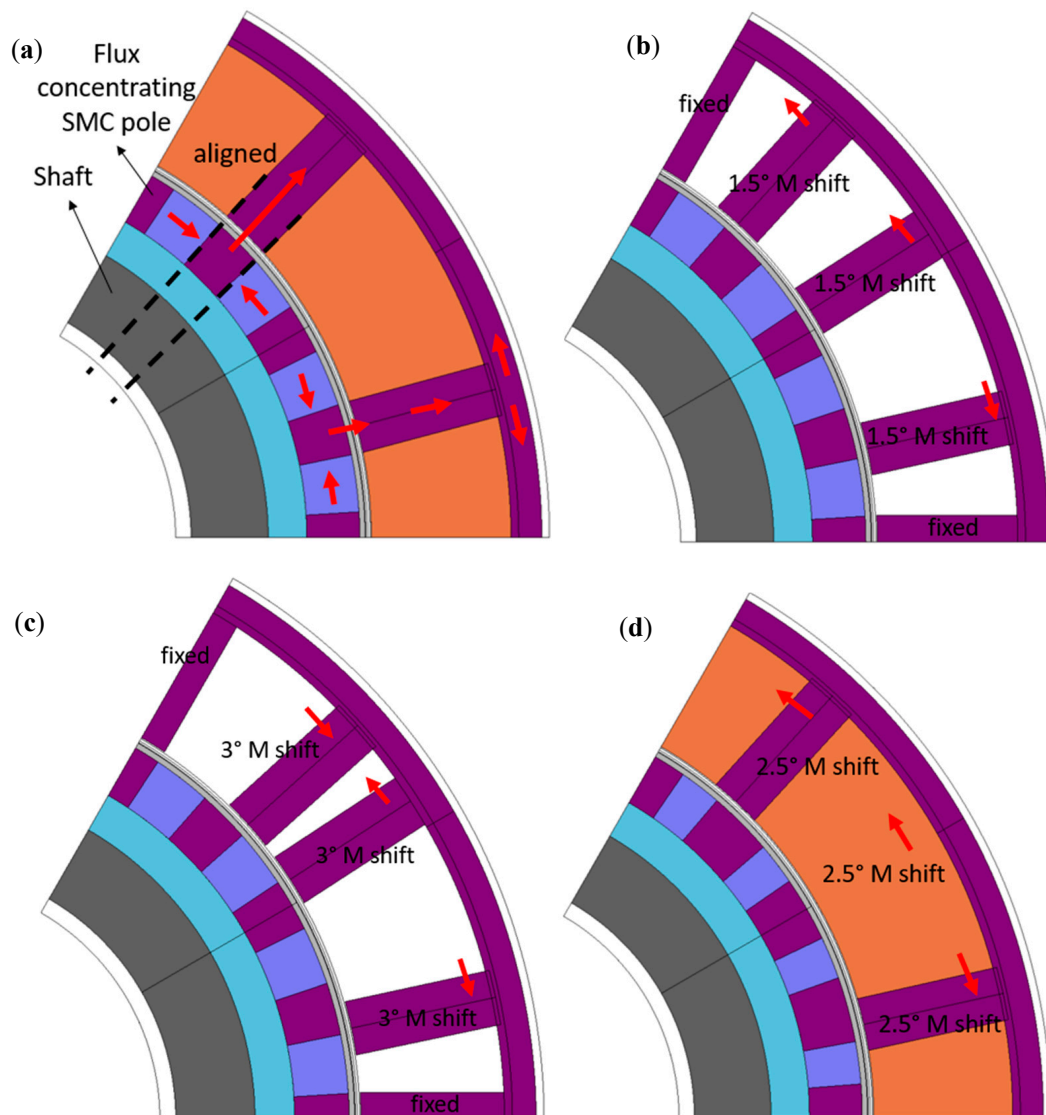 (a)
Flux
concentrating
SMC pole
Shaft
aligned
(b)
fixed
1.5° M shift
1.5° M shift
1.5° M shift
fixed
(c)
fixed
3° M shift
3° M shift
3° M shift
fixed
(d)
2.5° M shift
2.5° M shift
2.5° M shift